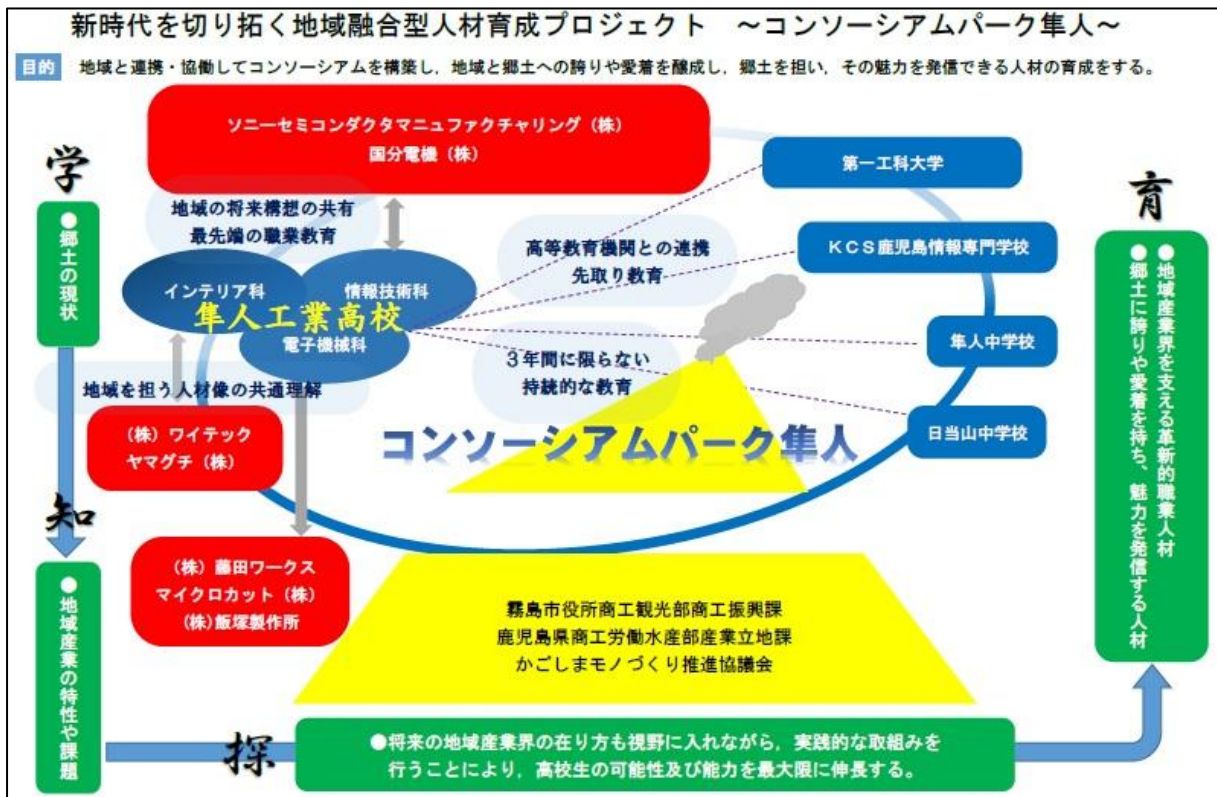 新時代を切り拓く地域融合型人材育成プロジェクト ～コンソーシアムパーク隼人～
目的 地域と連携・協働してコンソーシアムを構築し，地域と郷土への誇りや愛着を醸成し，郷土を担い，その魅力を発信できる人材の育成をする。
ソニーセミコンダクタマニュファクチャリング（株）
国分電機（株）
学
●郷土の現状
知
●地域産業の特性や課題
地域の将来構想の共有
最先端の職業教育
インテリア科
情報技術科
隼人工業高校
電子機械科
地域を担う人材像の共通理解
（株）ワイテック
ヤマグチ（株）
（株）藤田ワークス
マイクロカット（株）
（株）飯塚製作所
高等教育機関との連携
先取り教育
３年間に限らない
持続的な教育
コンソーシアムパーク隼人
第一工科大学
ＫＣＳ鹿児島情報専門学校
隼人中学校
日当山中学校
霧島市役所商工観光部商工振興課
鹿児島県商工労働水産部産業立地課
かごしまモノづくり推進協議会
探
●将来の地域産業界の在り方も視野に入れながら，実践的な取組みを
行うことにより，高校生の可能性及び能力を最大限に伸長する。
育
●地域産業界を支える革新的職業人材
●郷土に誇りや愛着を持ち、魅力を発信する人材